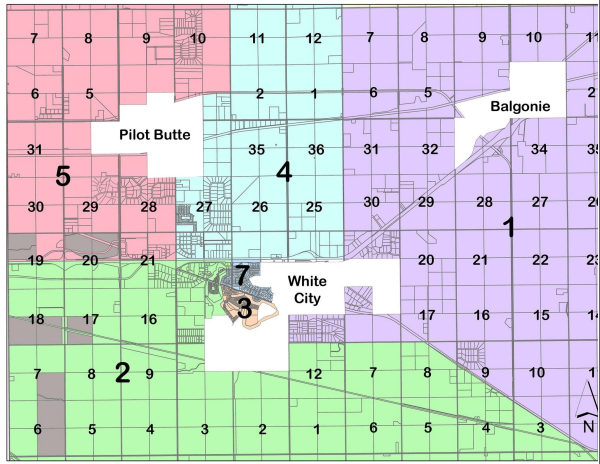 7 8 9 10 11 12 7 8 9 10 11
6 5 2 1 6 5 2
Balgonie
Pilot Butte
31 35 36 31 32 34 35
5 4
30 29 28 27 26 25 30 29 28 27 26
1
19 20 21 20 21 22 23
7
White
City
3
18 17 16 17 16 15 14
2
7 8 9 12 7 8 9 10 11
6 5 4 3 2 1 6 5 4 3
N